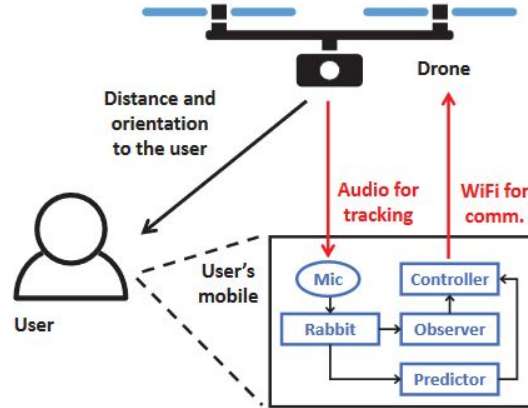 Drone
Distance and
orientation
to the user
Audio for
tracking
WiFi for
comm.
User
User's
mobile
Mic
Controller
Rabbit
Observer
Predictor